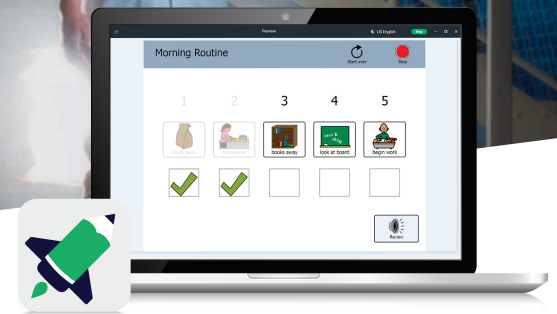 Preview
US English
Stop
Morning Routine
Start over
Stop
1 2 3 4 5
homework
books away
look at board
begin work
Review